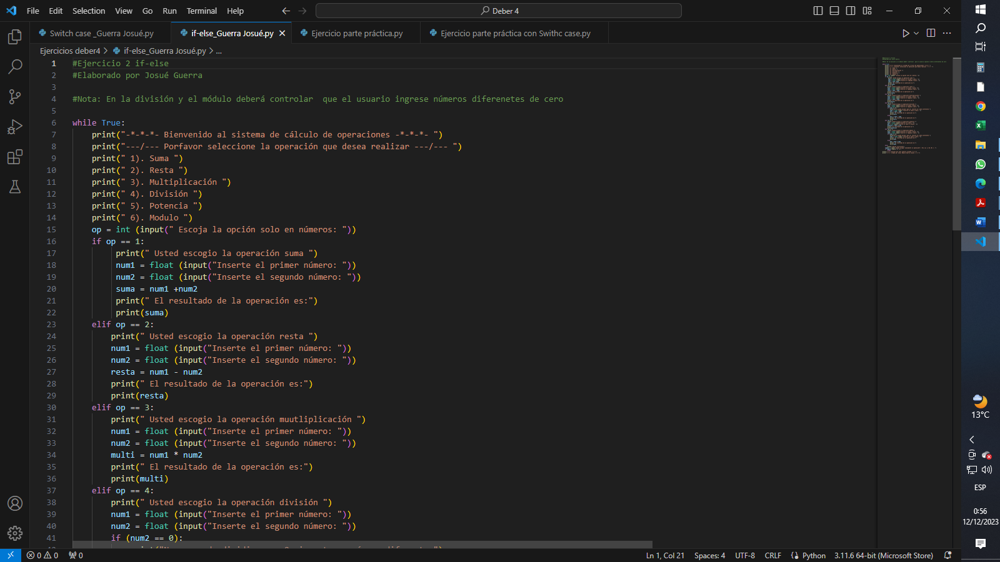 File Edit Selection View Go Run Terminal Help
Deber 4
Switch case _Guerra Josué.py
if-else_Guerra Josué.py
Ejercicio parte práctica.py
Ejercicio parte práctica con Swithc case.py
Ejercicios deber4 > if-else_Guerra Josué.py > ...
1 #Ejercicio 2 if-else
2 #Elaborado por Josué Guerra
3
4 #Nota: En la división y el módulo deberá controlar  que el usuario ingrese números diferenetes de cero
5
6 while True:
7     print("-*-*-*- Bienvenido al sistema de cálculo de operaciones -*-*-*- ")
8     print("---/--- Porfavor seleccione la operación que desea realizar ---/--- ")
9     print(" 1). Suma ")
10     print(" 2). Resta ")
11     print(" 3). Multiplicación ")
12     print(" 4). División ")
13     print(" 5). Potencia ")
14     print(" 6). Modulo ")
15     op = int (input(" Escoja la opción solo en números: "))
16     if op == 1:
17          print(" Usted escogio la operación suma ")
18          num1 = float (input("Inserte el primer número: "))
19          num2 = float (input("Inserte el segundo número: "))
20          suma = num1 +num2
21          print(" El resultado de la operación es:")
22          print(suma)
23     elif op == 2:
24         print(" Usted escogio la operación resta ")
25         num1 = float (input("Inserte el primer número: "))
26         num2 = float (input("Inserte el segundo número: "))
27         resta = num1 - num2
28         print(" El resultado de la operación es:")
29         print(resta)
30     elif op == 3:
31         print(" Usted escogio la operación muutliplicación ")
32         num1 = float (input("Inserte el primer número: "))
33         num2 = float (input("Inserte el segundo número: "))
34         multi = num1 * num2
35         print(" El resultado de la operación es:")
36         print(multi)
37     elif op == 4:
38         print(" Usted escogio la operación división ")
39         num1 = float (input("Inserte el primer número: "))
40         num2 = float (input("Inserte el segundo número: "))
41         if (num2 == 0):
0 0 0
Ln 1, Col 21 Spaces: 4 UTF-8 CRLF Python 3.11.6 64-bit (Microsoft Store)
13°C
ESP
0:56
12/12/2023